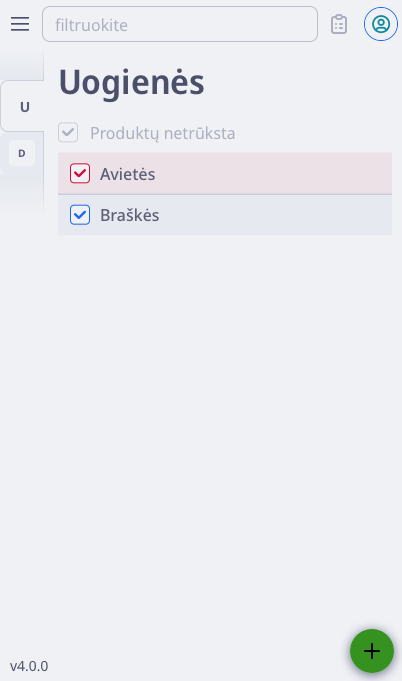 filtruokite
Uogienės
U
Produktų netrūksta
D
Avietės
Braškės
v4.0.0